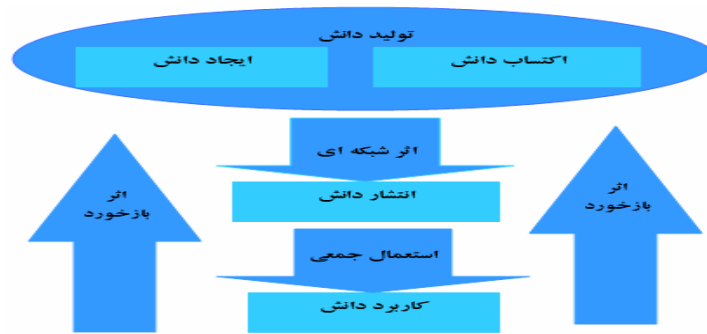 تولید دانش
اکتساب دانش
ایجاد دانش
اثر شبکه ای
انتشار دانش
استعمال جمعی
کاربرد دانش
اثر
بازخورد
اثر
بازخورد